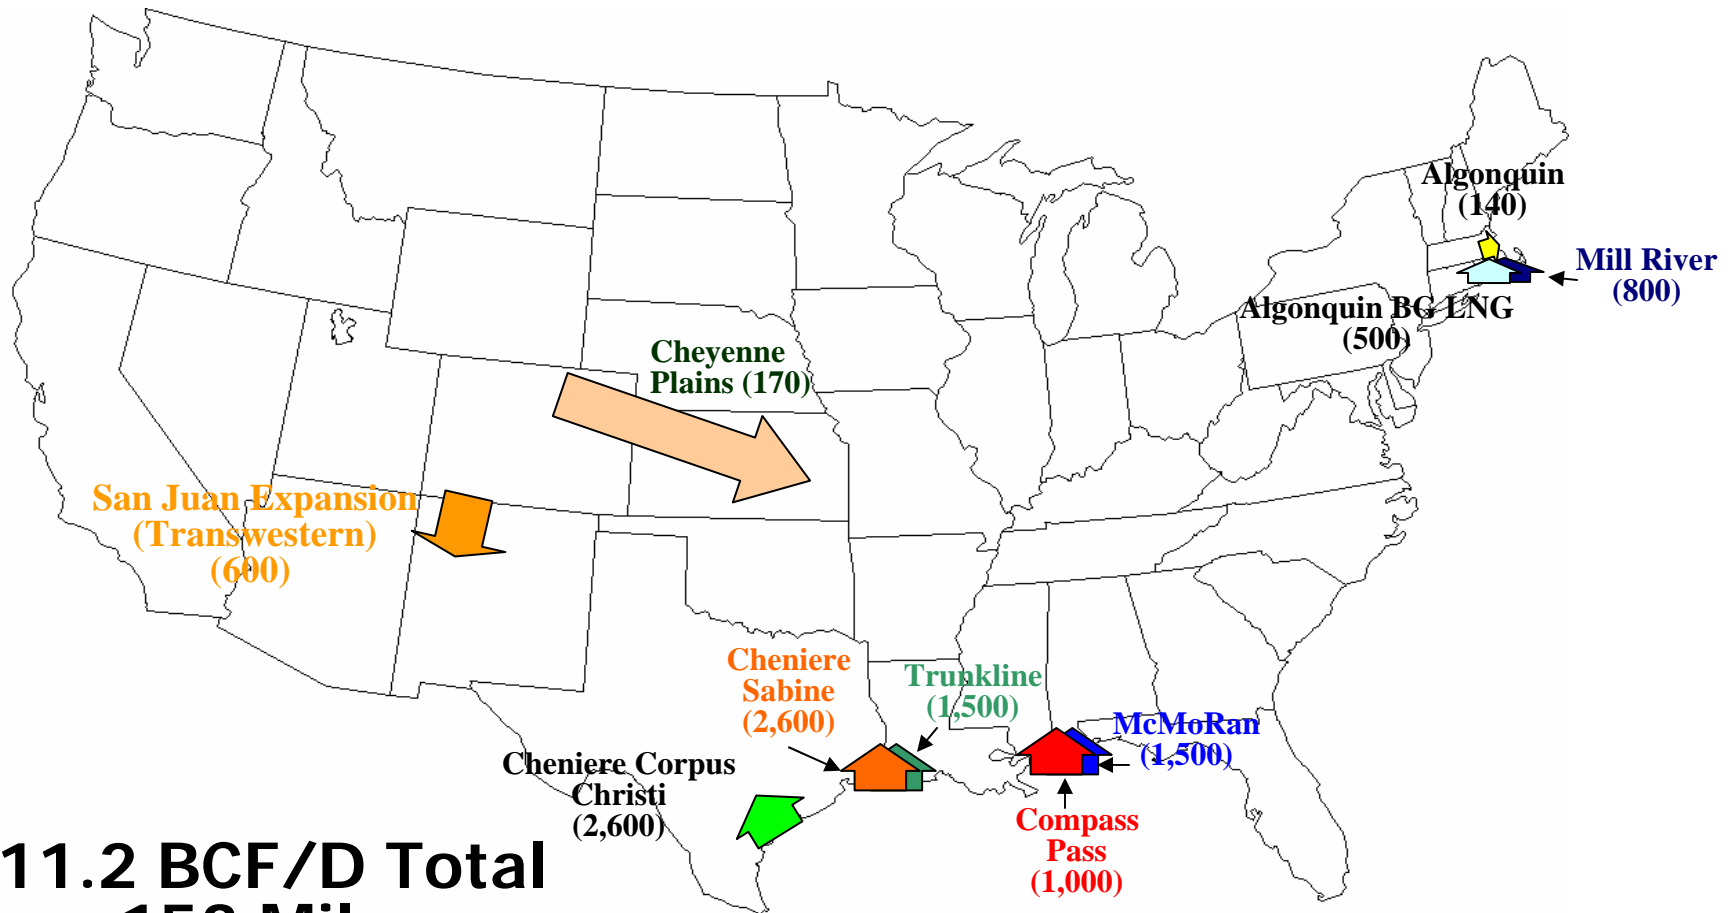 Algonquin
(140)
Mill River
(800)
Algonquin BG LNG
(500)
Cheyenne
Plains (170)
San Juan Expansion
(Transwestern)
(600)
Cheniere
Sabine
(2,600)
Trunkline
(1,500)
McMoRan
(1,500)
Cheniere Corpus
Christi
(2,600)
Compass
Pass
(1,000)
11.2 BCF/D Total